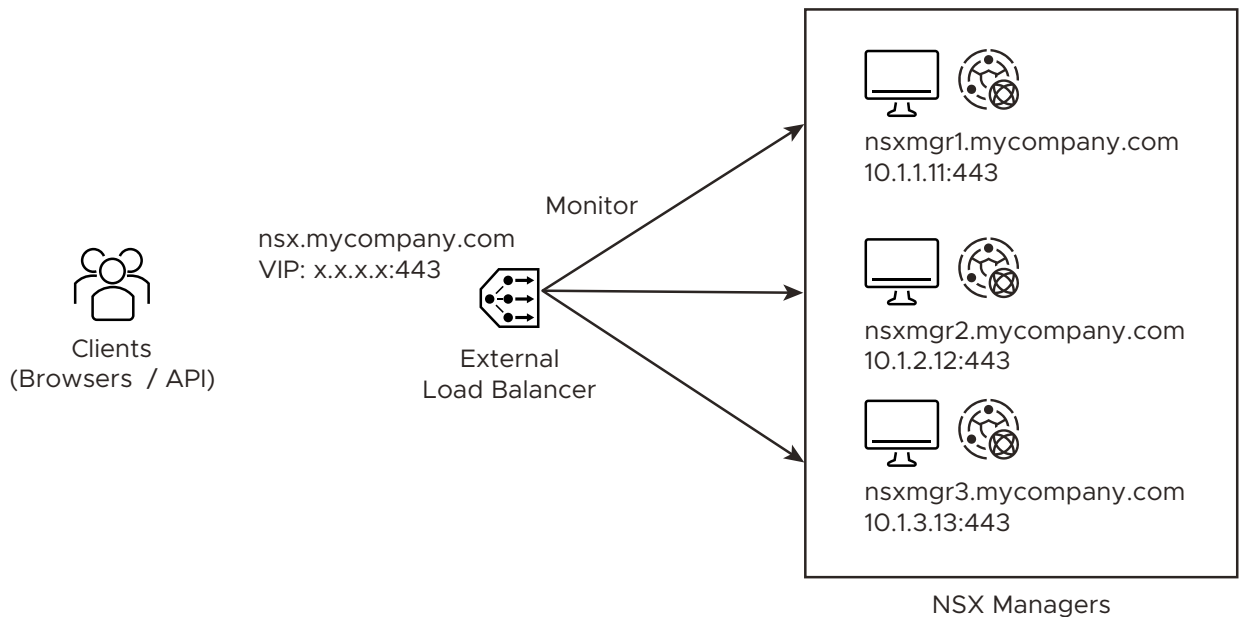 Clients
(Browsers / API)
nsx.mycompany.com
VIP: x.x.x.x:443
External
Load Balancer
Monitor
nsxmgr1.mycompany.com
10.1.1.11:443
nsxmgr2.mycompany.com
10.1.2.12:443
nsxmgr3.mycompany.com
10.1.3.13:443
NSX Managers